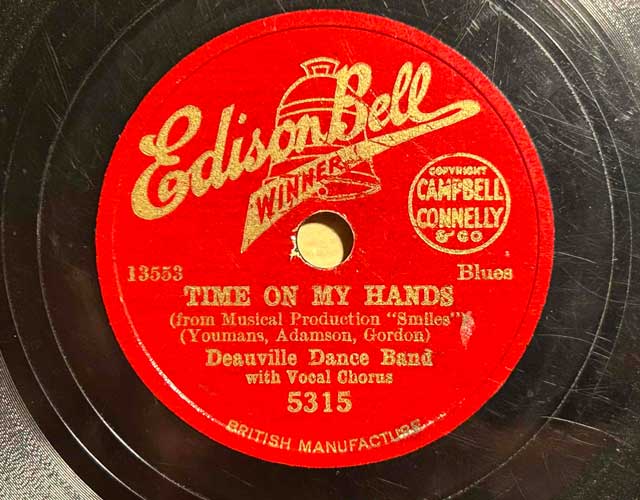 Edison Bell
WINNER
COPYRIGHT
CAMPBELL
CONNELLY
& CO
13553
Blues
TIME ON MY HANDS
(from Musical Production "Smiles")
(Youmans, Adamson, Gordon)
Deauville Dance Band
with Vocal Chorus
5315
BRITISH MANUFACTURE